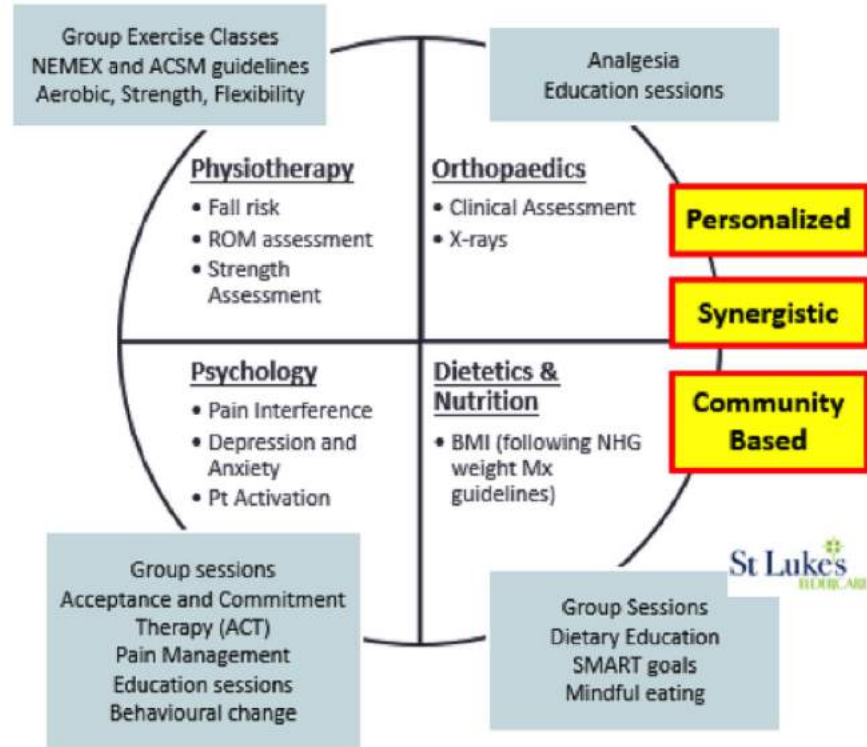 Group Exercise Classes
NEMEX and ACSM guidelines
Aerobic, Strength, Flexibility
Analgesia
Education sessions
Physiotherapy
• Fall risk
• ROM assessment
• Strength
Assessment
Orthopaedics
• Clinical Assessment
• X-rays
Personalized
Synergistic
Community
Based
Psychology
• Pain Interference
• Depression and
Anxiety
• Pt Activation
Dietetics &
Nutrition
• BMI (following NHG
weight Mx
guidelines)
Group sessions
Acceptance and Commitment
Therapy (ACT)
Pain Management
Education sessions
Behavioural change
Group Sessions
Dietary Education
SMART goals
Mindful eating
St Luke's
ELDERCARE